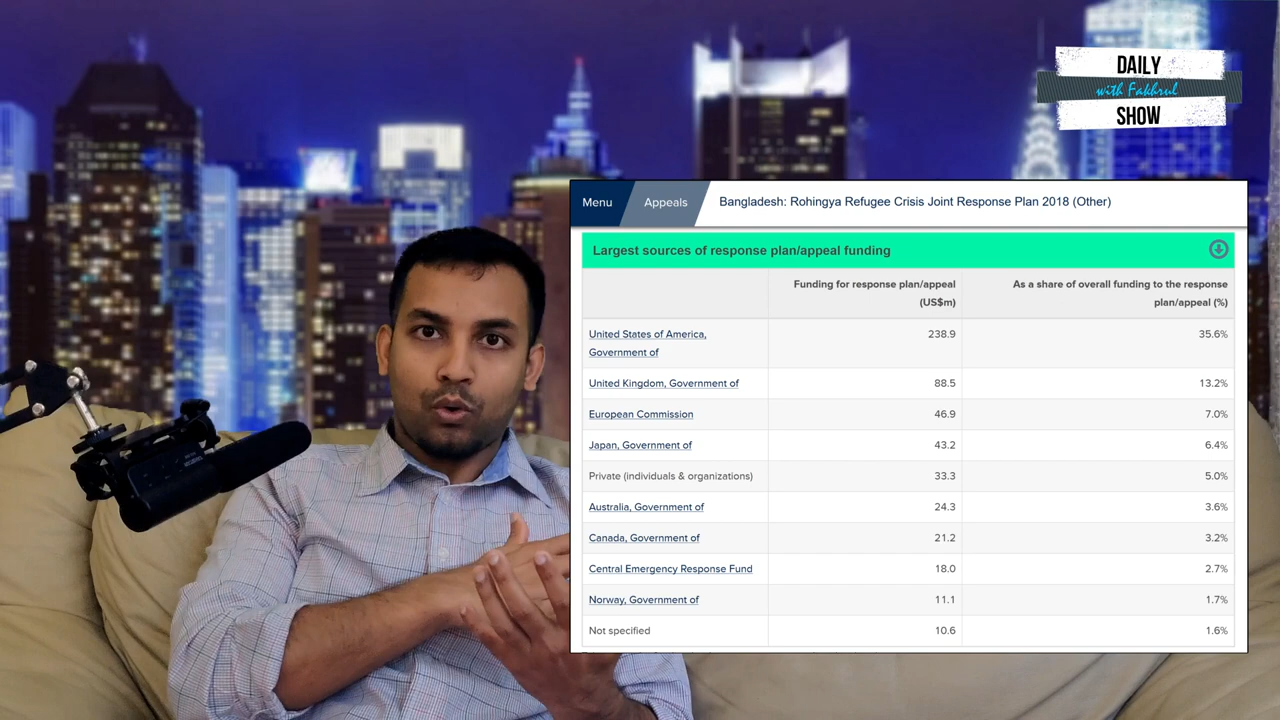 DAILY
with Fakhrul
SHOW
Menu Appeals Bangladesh: Rohingya Refugee Crisis Joint Response Plan 2018 (Other)
Largest sources of response plan/appeal funding
Funding for response plan/appeal (US$m) As a share of overall funding to the response plan/appeal (%)
United States of America, Government of 238.9 35.6%
United Kingdom, Government of 88.5 13.2%
European Commission 46.9 7.0%
Japan, Government of 43.2 6.4%
Private (individuals & organizations) 33.3 5.0%
Australia, Government of 24.3 3.6%
Canada, Government of 21.2 3.2%
Central Emergency Response Fund 18.0 2.7%
Norway, Government of 11.1 1.7%
Not specified 10.6 1.6%